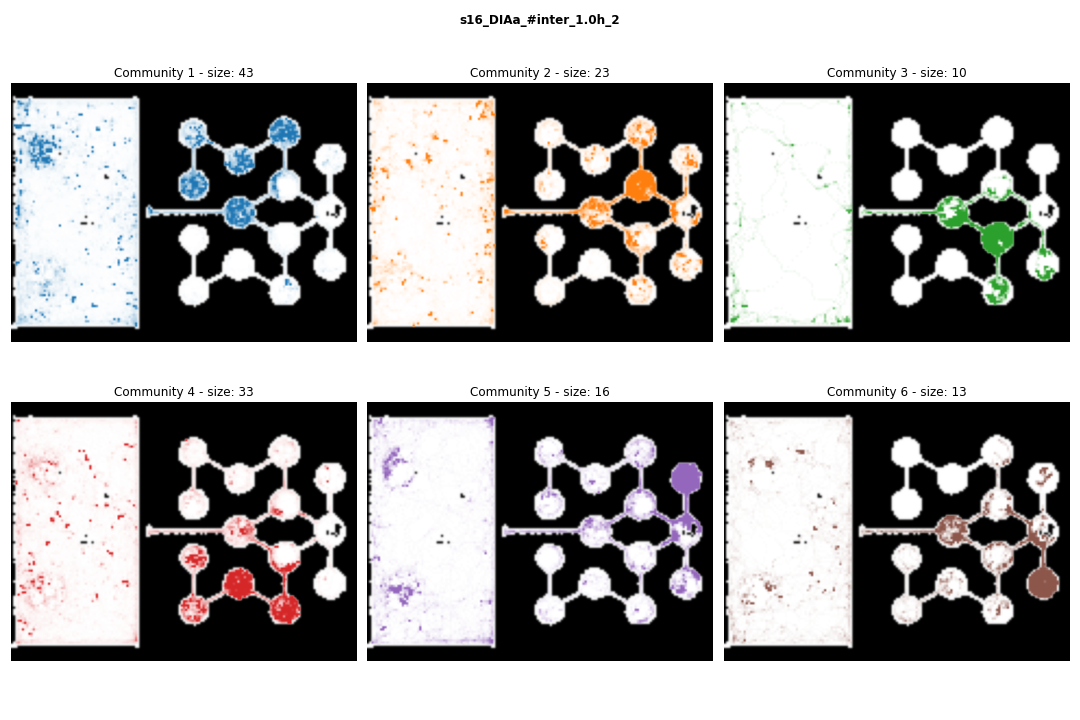 s16_DIAa_#inter_1.0h_2
Community 1 - size: 43
Community 2 - size: 23
Community 3 - size: 10
Community 4 - size: 33
Community 5 - size: 16
Community 6 - size: 13